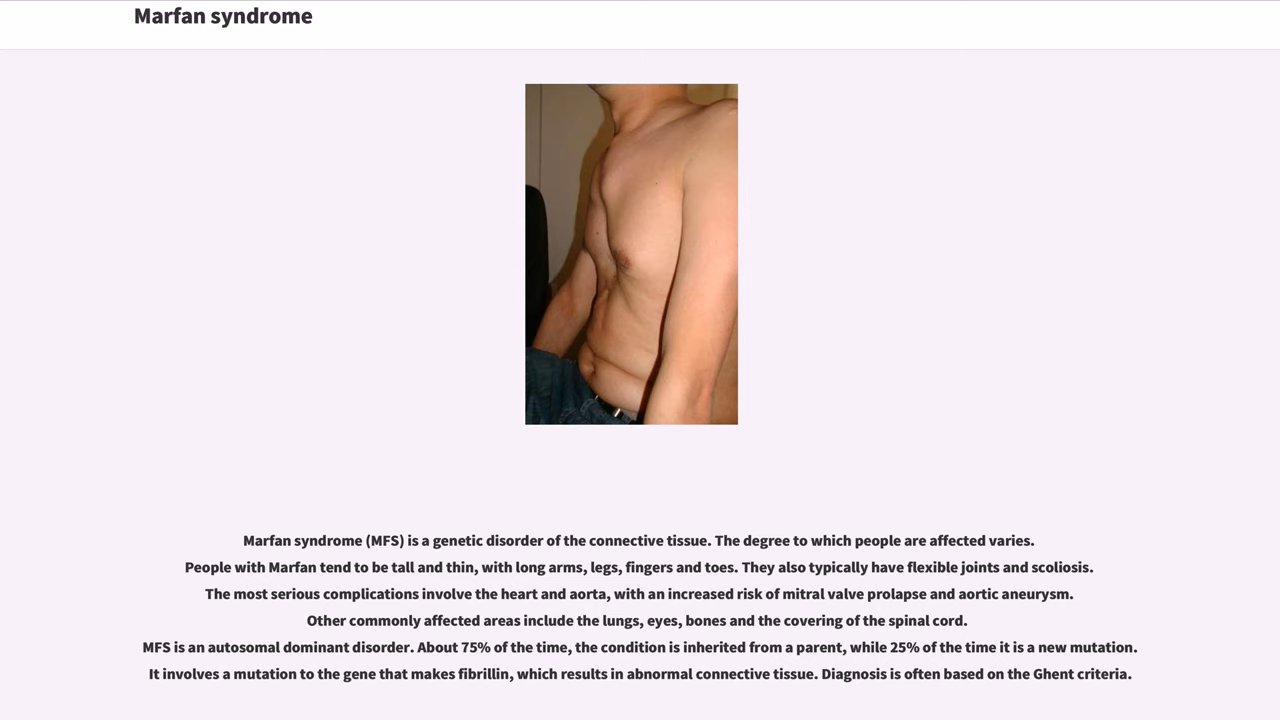 Marfan syndrome
Marfan syndrome (MFS) is a genetic disorder of the connective tissue. The degree to which people are affected varies.
People with Marfan tend to be tall and thin, with long arms, legs, fingers and toes. They also typically have flexible joints and scoliosis.
The most serious complications involve the heart and aorta, with an increased risk of mitral valve prolapse and aortic aneurysm.
Other commonly affected areas include the lungs, eyes, bones and the covering of the spinal cord.
MFS is an autosomal dominant disorder. About 75% of the time, the condition is inherited from a parent, while 25% of the time it is a new mutation.
It involves a mutation to the gene that makes fibrillin, which results in abnormal connective tissue. Diagnosis is often based on the Ghent criteria.